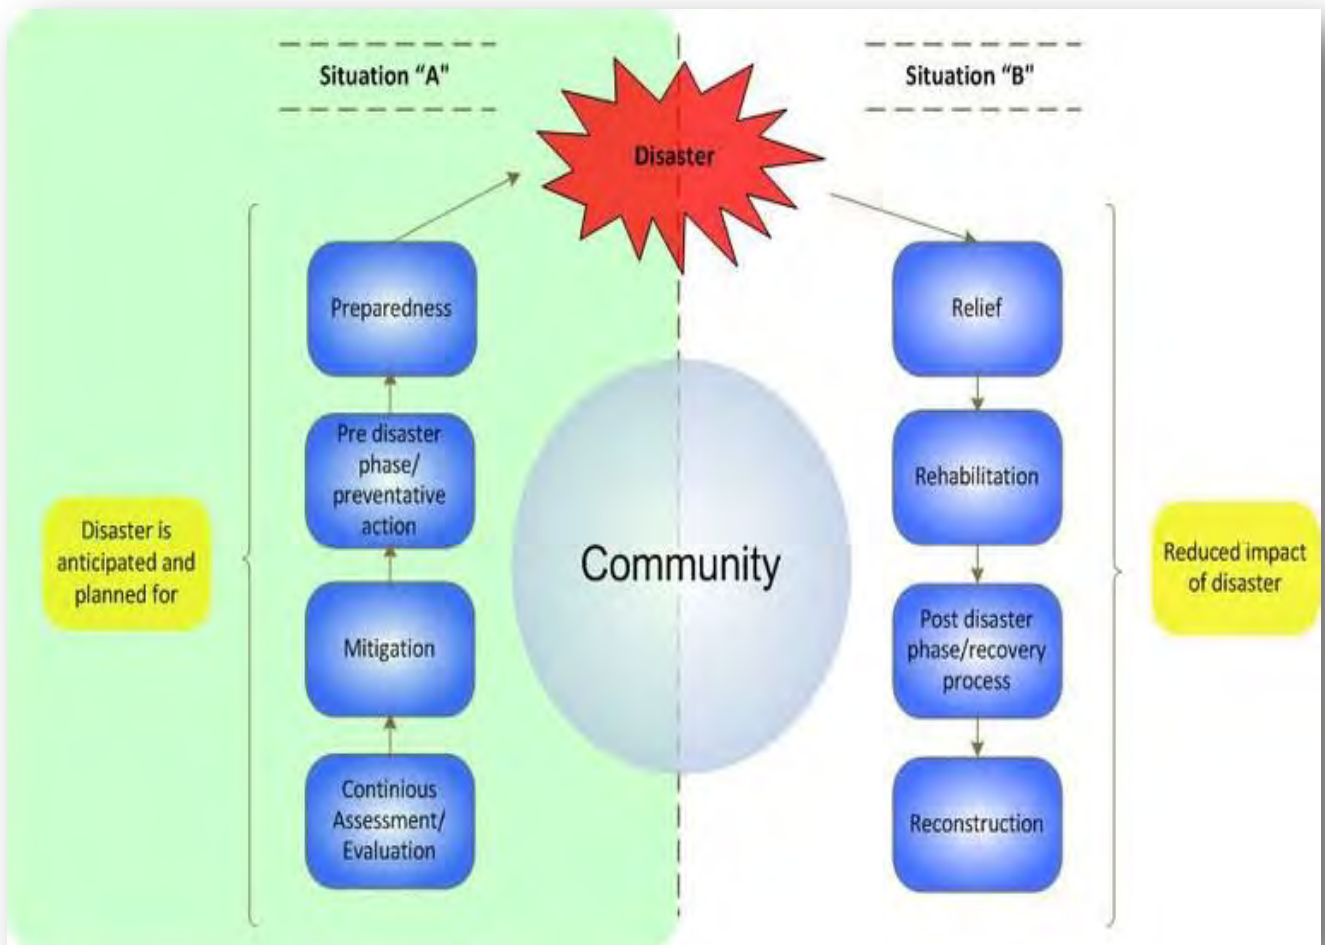 Situation “A"
Situation “B"
Disaster
Preparedness
Pre disaster
phase/
preventative
action
Mitigation
Continious
Assessment/
Evaluation
Disaster is
anticipated and
planned for
Community
Relief
Rehabilitation
Post disaster
phase/recovery
process
Reconstruction
Reduced impact
of disaster